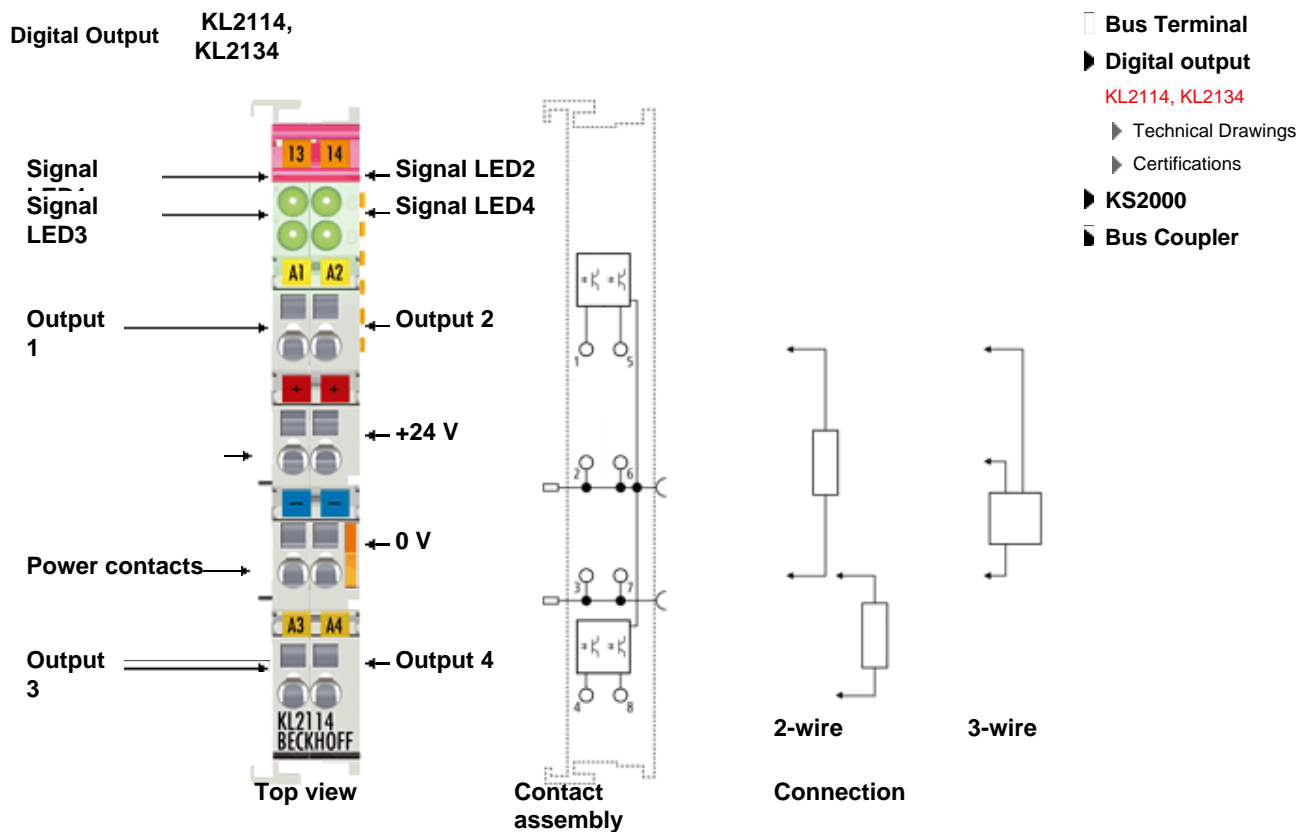 Digital Output
KL2114,
KL2134
Bus Terminal
Digital output
KL2114, KL2134
Technical Drawings
Certifications
KS2000
Bus Coupler
13 14
Signal
LED1
Signal LED2
Signal
LED3
Signal LED4
A1 A2
Output
1
Output 2
1 5
+ +
+24 V
2 6
− −
0 V
Power contacts
3 7
A3 A4
Output
3
Output 4
4 8
KL2114
BECKHOFF
2-wire
3-wire
Top view
Contact
assembly
Connection